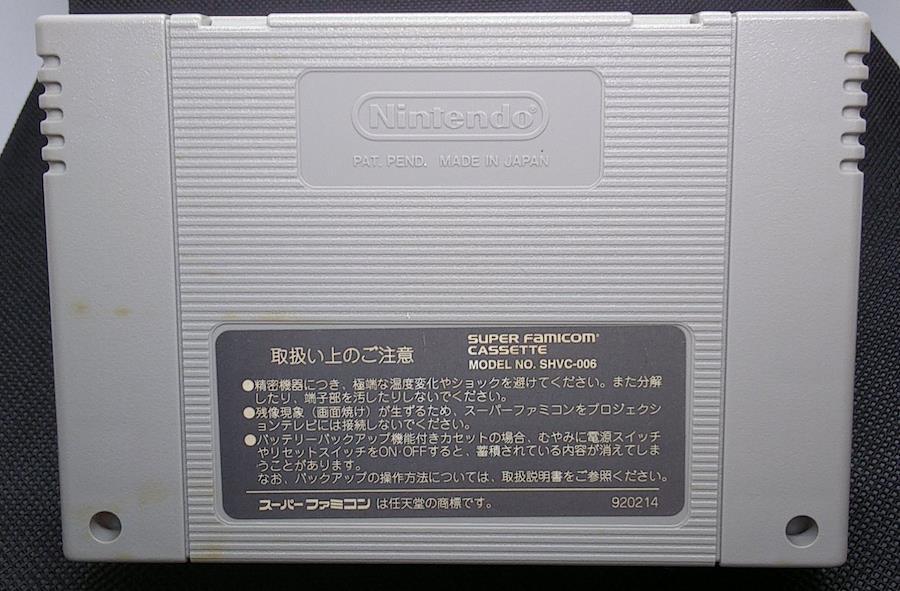 Nintendo®
PAT. PEND. MADE IN JAPAN
取扱い上のご注意
SUPER FAMICOM®
CASSETTE
MODEL NO. SHVC-006
●精密機器につき、極端な温度変化やショックを避けてください。また分解
したり、端子部を汚したりしないでください。
●残像現象（画面焼け）が生ずるため、スーパーファミコンをプロジェクシ
ョンテレビには接続しないでください。
●バッテリーバックアップ機能付きカセットの場合、むやみに電源スイッチ
やリセットスイッチをON·OFFすると、蓄積されている内容が消えてしま
うことがあります。
なお、バックアップの操作方法については、取扱説明書をご参照ください。
スーパーファミコンは任天堂の商標です。 920214